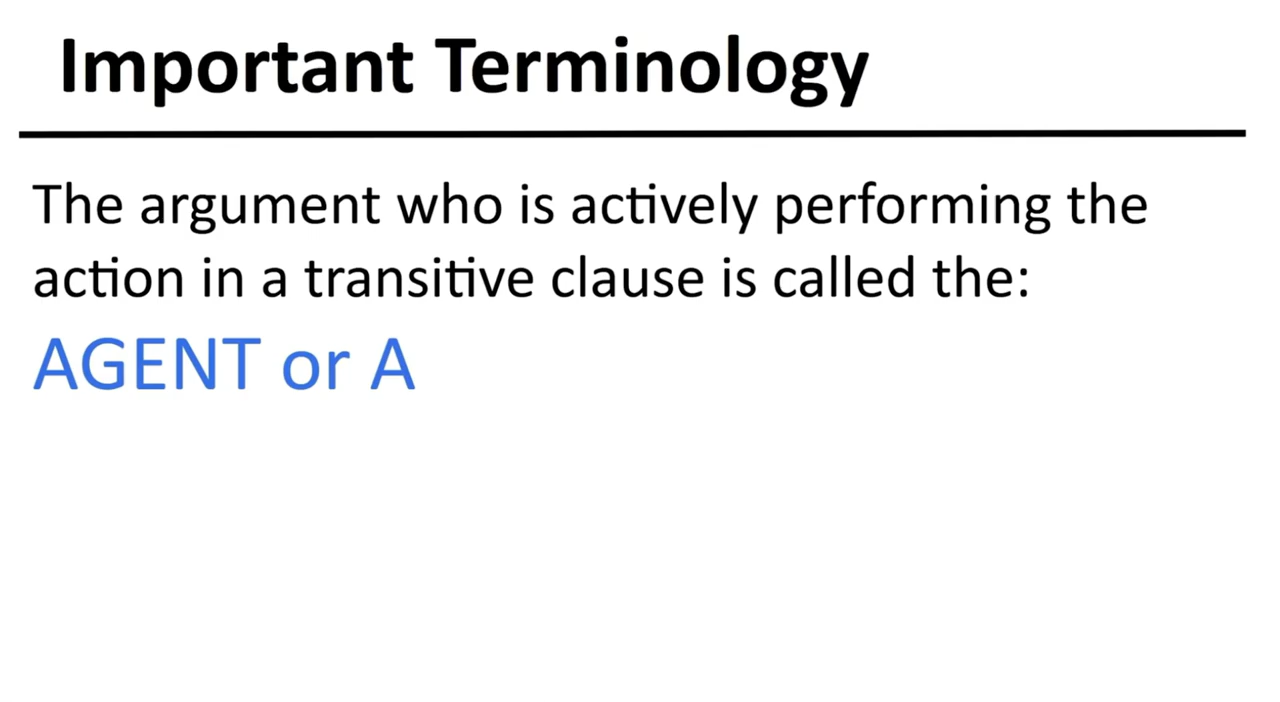 Important Terminology
The argument who is actively performing the
action in a transitive clause is called the:
AGENT or A